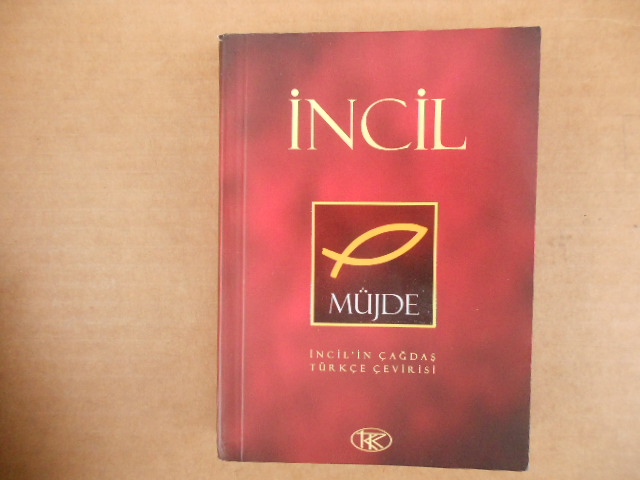 İNCİL
MÜJDE
İNCİL'İN ÇAĞDAŞ
TÜRKÇE ÇEVİRİSİ